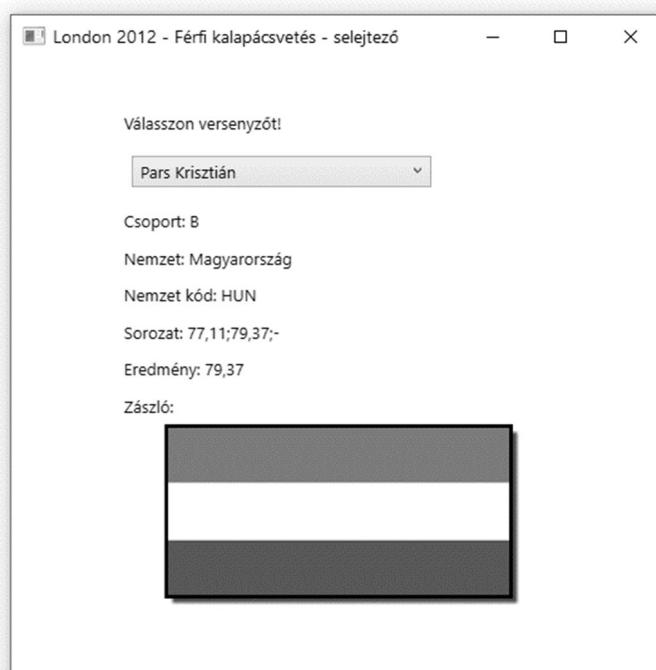 London 2012 - Férfi kalapácsvetés - selejtező
Válasszon versenyzőt!
Pars Krisztián
Csoport: B
Nemzet: Magyarország
Nemzet kód: HUN
Sorozat: 77,11;79,37;-
Eredmény: 79,37
Zászló: